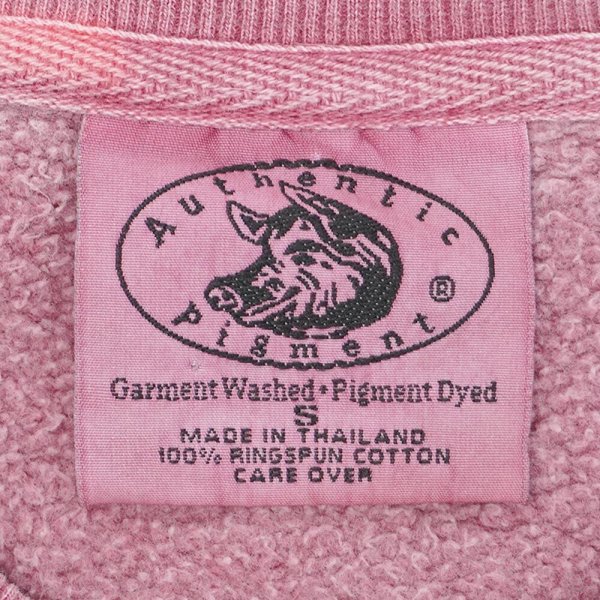 Authentic
Pigment®
Garment Washed • Pigment Dyed
S
MADE IN THAILAND
100% RINGSPUN COTTON
CARE OVER